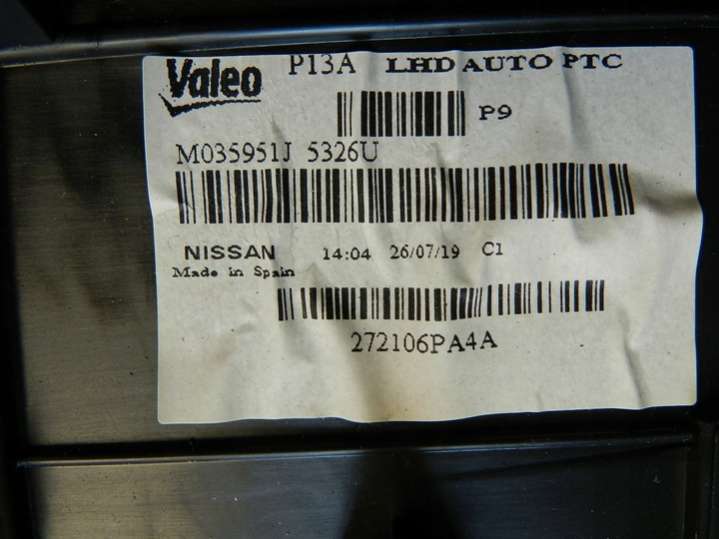 Valeo P13A LHD AUTO PTC
P9
M035951J 5326U
NISSAN 14:04 26/07/19 C1
Made in Spain
272106PA4A